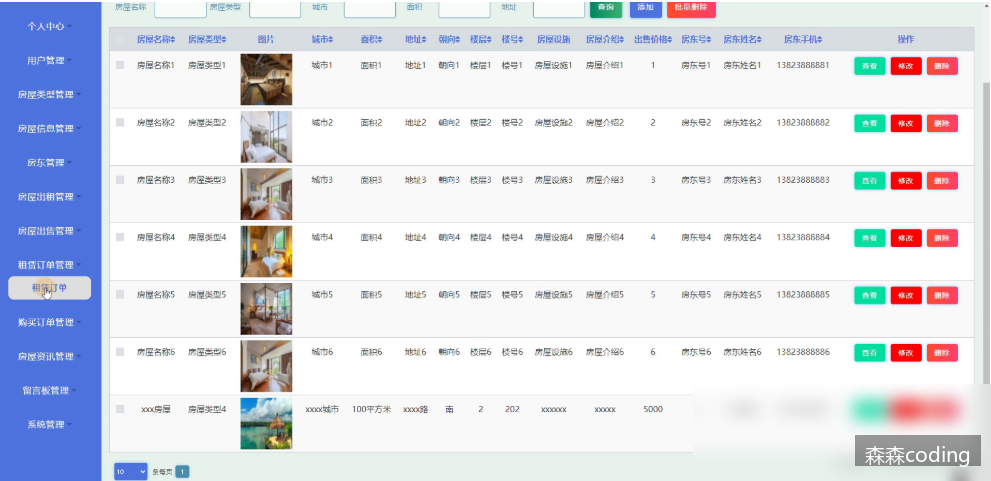 房屋名称 房屋类型 城市 面积 地址 查询 添加 批量删除
个人中心
用户管理
房屋类型管理
房屋信息管理
房东管理
房屋出租管理
房屋出售管理
租赁订单管理
租赁订单
购买订单管理
房屋资讯管理
留言板管理
系统管理
房屋名称 房屋类型 图片 城市 面积 地址 朝向 楼层 楼号 房屋设施 房屋介绍 出售价格 房东号 房东姓名 房东手机 操作
房屋名称1 房屋类型1 城市1 面积1 地址1 朝向1 楼层1 楼号1 房屋设施1 房屋介绍1 1 房东号1 房东姓名1 13823888881 查看 修改 删除
房屋名称2 房屋类型2 城市2 面积2 地址2 朝向2 楼层2 楼号2 房屋设施2 房屋介绍2 2 房东号2 房东姓名2 13823888882 查看 修改 删除
房屋名称3 房屋类型3 城市3 面积3 地址3 朝向3 楼层3 楼号3 房屋设施3 房屋介绍3 3 房东号3 房东姓名3 13823888883 查看 修改 删除
房屋名称4 房屋类型4 城市4 面积4 地址4 朝向4 楼层4 楼号4 房屋设施4 房屋介绍4 4 房东号4 房东姓名4 13823888884 查看 修改 删除
房屋名称5 房屋类型5 城市5 面积5 地址5 朝向5 楼层5 楼号5 房屋设施5 房屋介绍5 5 房东号5 房东姓名5 13823888885 查看 修改 删除
房屋名称6 房屋类型6 城市6 面积6 地址6 朝向6 楼层6 楼号6 房屋设施6 房屋介绍6 6 房东号6 房东姓名6 13823888886 查看 修改 删除
xxx房屋 房屋类型4 xxxx城市 100平方米 xxxx路 南 2 202 xxxxxx xxxxx 5000
10 条每页 1
森森coding